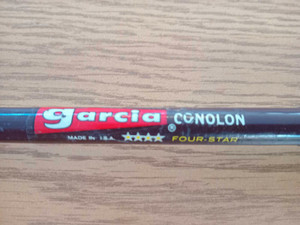 garcia® CONOLON
MADE IN U.S.A. ★★★★ FOUR-STAR